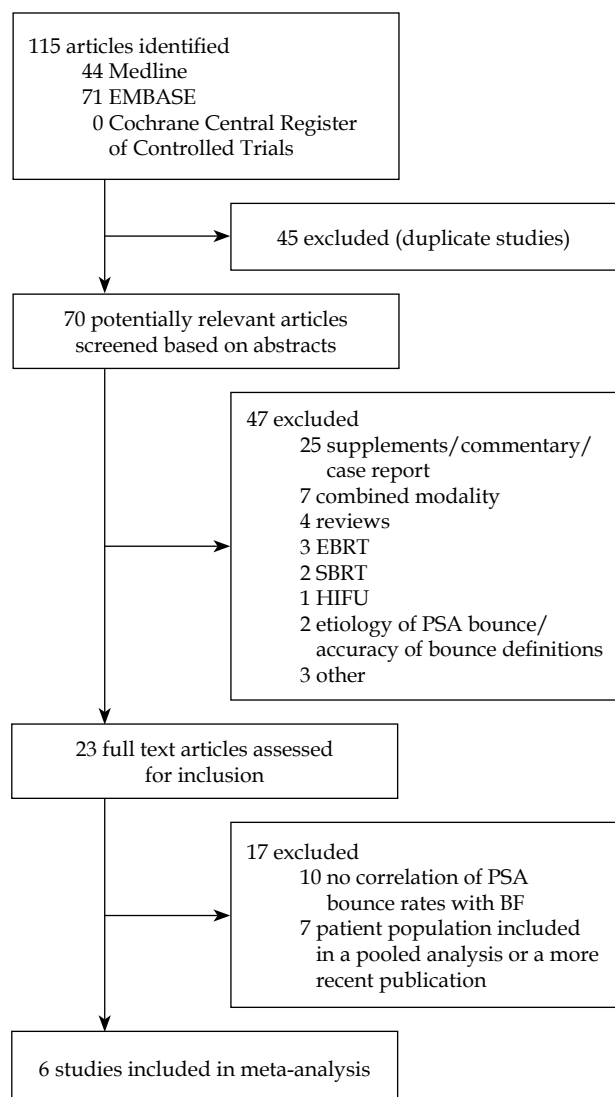 115 articles identified
44 Medline
71 EMBASE
0 Cochrane Central Register
of Controlled Trials
45 excluded (duplicate studies)
70 potentially relevant articles
screened based on abstracts
47 excluded
25 supplements/commentary/
case report
7 combined modality
4 reviews
3 EBRT
2 SBRT
1 HIFU
2 etiology of PSA bounce/
accuracy of bounce definitions
3 other
23 full text articles assessed
for inclusion
17 excluded
10 no correlation of PSA
bounce rates with BF
7 patient population included
in a pooled analysis or a more
recent publication
6 studies included in meta-analysis